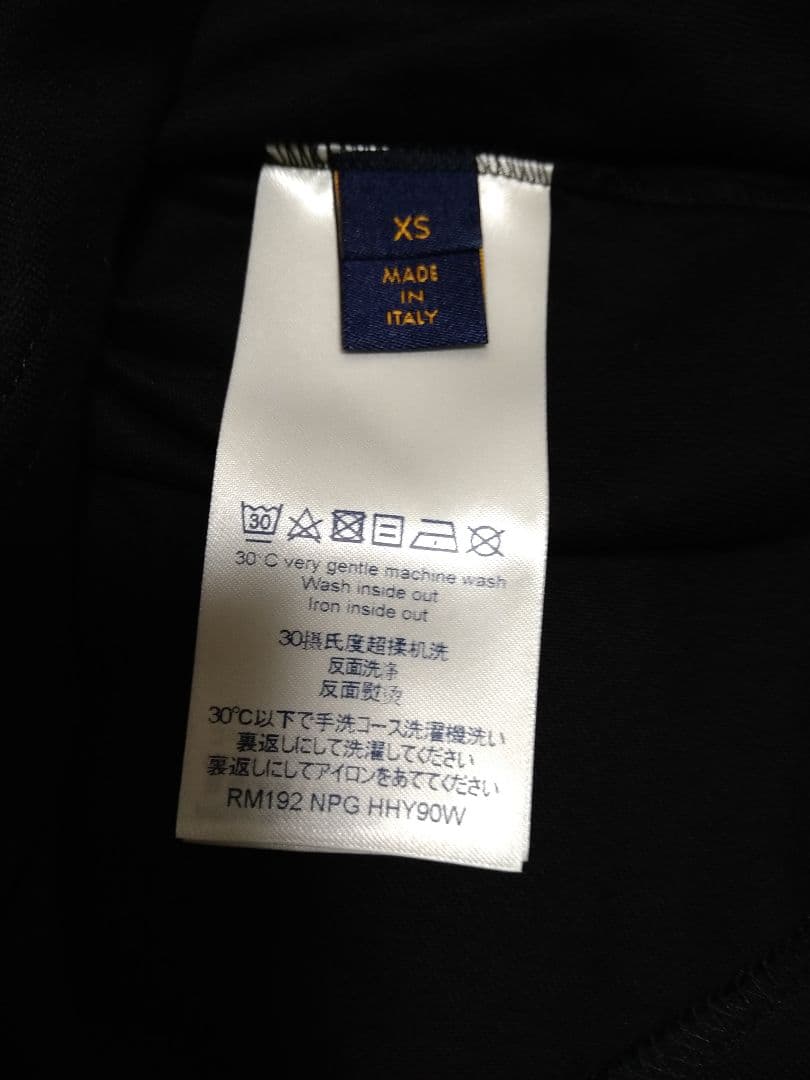 XS
MADE
IN
ITALY
30
30°C very gentle machine wash
Wash inside out
Iron inside out
30摄氏度超揉机洗
反面洗净
反面熨烫
30℃以下で手洗コース洗濯機洗い
裏返しにして洗濯してください
裏返しにしてアイロンをあててください
RM192 NPG HHY90W